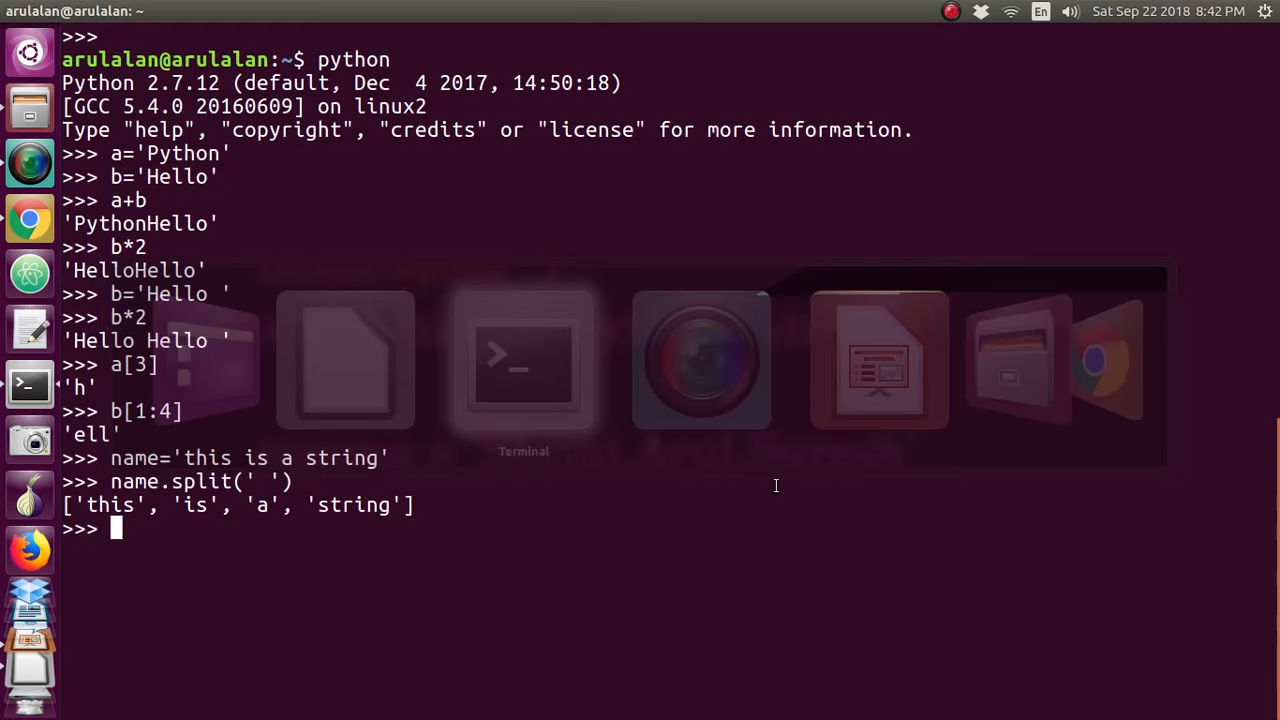 arulalan@arulalan: ~
En
Sat Sep 22 2018 8:42 PM
>>>
arulalan@arulalan:~$ python
Python 2.7.12 (default, Dec  4 2017, 14:50:18)
[GCC 5.4.0 20160609] on linux2
Type "help", "copyright", "credits" or "license" for more information.
>>> a='Python'
>>> b='Hello'
>>> a+b
'PythonHello'
>>> b*2
'HelloHello'
>>> b='Hello '
>>> b*2
'Hello Hello '
>>> a[3]
'h'
>>> b[1:4]
'ell'
>>> name='this is a string'
>>> name.split(' ')
['this', 'is', 'a', 'string']
>>>
Terminal